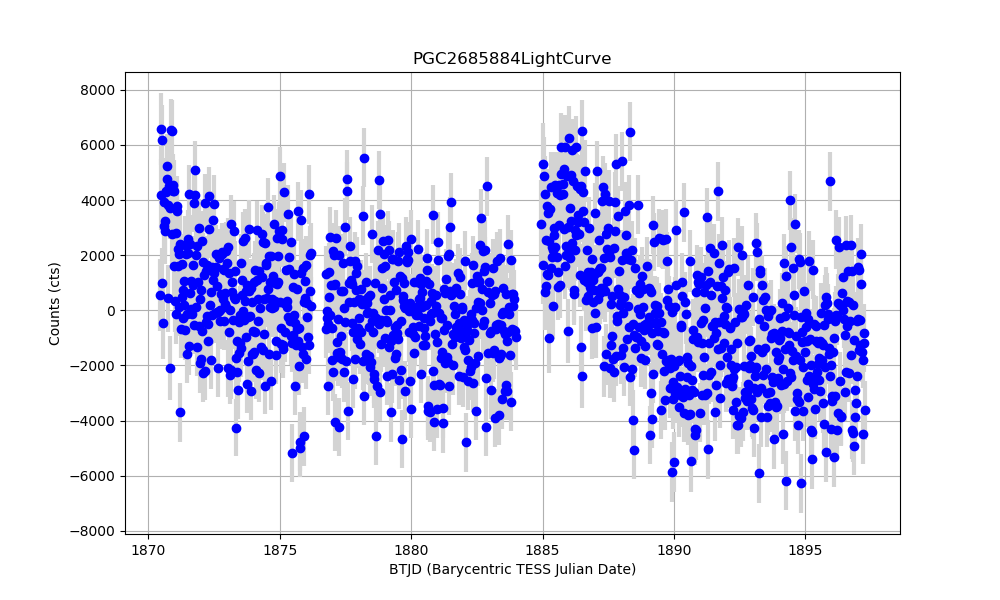 PGC2685884LightCurve
Counts (cts)
8000
6000
4000
2000
0
−2000
−4000
−6000
−8000
1870 1875 1880 1885 1890 1895
BTJD (Barycentric TESS Julian Date)